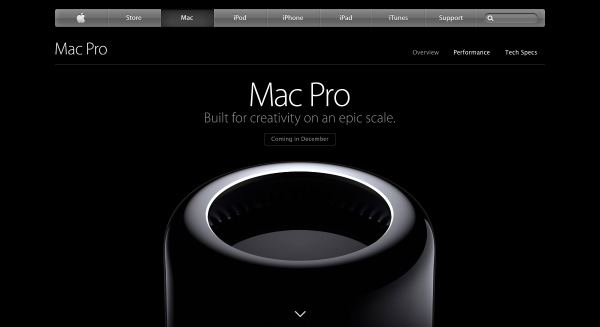 Store Mac iPod iPhone iPad iTunes Support
Mac Pro
Overview Performance Tech Specs
Mac Pro
Built for creativity on an epic scale.
Coming in December